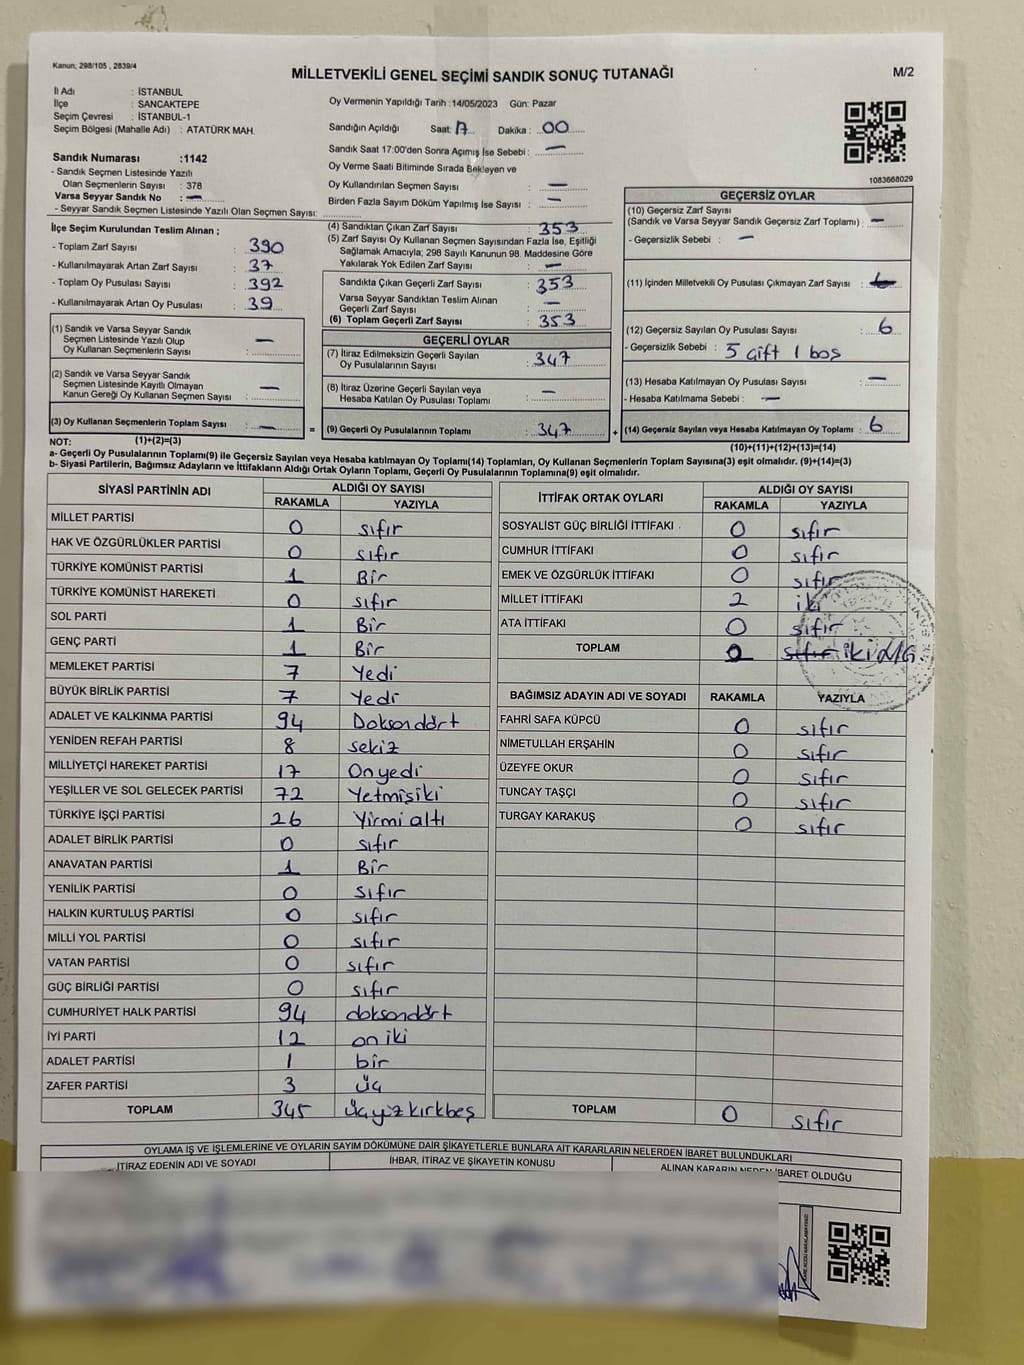 Kanun, 298/105 , 2839/4
MİLLETVEKİLİ GENEL SEÇİMİ SANDIK SONUÇ TUTANAĞI
M/2
İl Adı : İSTANBUL
İlçe : SANCAKTEPE
Seçim Çevresi : İSTANBUL-1
Seçim Bölgesi (Mahalle Adı) : ATATÜRK MAH.
Sandık Numarası :1142
- Sandık Seçmen Listesinde Yazılı
Olan Seçmenlerin Sayısı : 378
Varsa Seyyar Sandık No : —
- Seyyar Sandık Seçmen Listesinde Yazılı Olan Seçmen Sayısı:
Oy Vermenin Yapıldığı Tarih :14/05/2023 Gün: Pazar
Sandığın Açıldığı Saat: 17 Dakika : 00
Sandık Saat 17:00'den Sonra Açımış İse Sebebi : —
Oy Verme Saati Bitiminde Sırada Bekleyen ve
Oy Kullandırılan Seçmen Sayısı : —
Birden Fazla Sayım Döküm Yapılmış İse Sayısı : —
1083668029
İlçe Seçim Kurulundan Teslim Alınan ;
- Toplam Zarf Sayısı : 390
- Kullanılmayarak Artan Zarf Sayısı : 37
- Toplam Oy Pusulası Sayısı : 392
- Kullanılmayarak Artan Oy Pusulası : 39
(1) Sandık ve Varsa Seyyar Sandık
Seçmen Listesinde Yazılı Olup
Oy Kullanan Seçmenlerin Sayısı : —
(2) Sandık ve Varsa Seyyar Sandık
Seçmen Listesinde Kayıtlı Olmayan
Kanun Gereği Oy Kullanan Seçmen Sayısı : —
(3) Oy Kullanan Seçmenlerin Toplam Sayısı : —
(4) Sandıktan Çıkan Zarf Sayısı : 353
(5) Zarf Sayısı Oy Kullanan Seçmen Sayısından Fazla İse, Eşitliği
Sağlamak Amacıyla; 298 Sayılı Kanunun 98. Maddesine Göre
Yakılarak Yok Edilen Zarf Sayısı : —
Sandıkta Çıkan Geçerli Zarf Sayısı : 353
Varsa Seyyar Sandıktan Teslim Alınan
Geçerli Zarf Sayısı : —
(6) Toplam Geçerli Zarf Sayısı : 353
GEÇERLİ OYLAR
(7) İtiraz Edilmeksizin Geçerli Sayılan
Oy Pusulalarının Sayısı : 347
(8) İtiraz Üzerine Geçerli Sayılan veya
Hesaba Katılan Oy Pusulası Toplamı : —
= (9) Geçerli Oy Pusulalarının Toplamı : 347 +
GEÇERSİZ OYLAR
(10) Geçersiz Zarf Sayısı
(Sandık ve Varsa Seyyar Sandık Geçersiz Zarf Toplamı) : —
- Geçersizlik Sebebi : —
(11) İçinden Milletvekili Oy Pusulası Çıkmayan Zarf Sayısı :
(12) Geçersiz Sayılan Oy Pusulası Sayısı : 6
- Geçersizlik Sebebi : 5 çift 1 boş
(13) Hesaba Katılmayan Oy Pusulası Sayısı : —
- Hesaba Katılmama Sebebi : —
(14) Geçersiz Sayılan veya Hesaba Katılmayan Oy Toplamı : 6
NOT: (1)+(2)=(3) (10)+(11)+(12)+(13)=(14)
a- Geçerli Oy Pusulalarının Toplamı(9) ile Geçersiz Sayılan veya Hesaba katılmayan Oy Toplamı(14) Toplamları, Oy Kullanan Seçmenlerin Toplam Sayısına(3) eşit olmalıdır. (9)+(14)=(3)
b- Siyasi Partilerin, Bağımsız Adayların ve İttifakların Aldığı Ortak Oyların Toplamı, Geçerli Oy Pusulalarının Toplamına(9) eşit olmalıdır.
SİYASİ PARTİNİN ADI ALDIĞI OY SAYISI
RAKAMLA YAZIYLA
MİLLET PARTİSİ 0 sıfır
HAK VE ÖZGÜRLÜKLER PARTİSİ 0 sıfır
TÜRKİYE KOMÜNİST PARTİSİ 1 Bir
TÜRKİYE KOMÜNİST HAREKETİ 0 sıfır
SOL PARTİ 1 Bir
GENÇ PARTİ 1 Bir
MEMLEKET PARTİSİ 7 Yedi
BÜYÜK BİRLİK PARTİSİ 7 Yedi
ADALET VE KALKINMA PARTİSİ 94 Doksandört
YENİDEN REFAH PARTİSİ 8 sekiz
MİLLİYETÇİ HAREKET PARTİSİ 17 Onyedi
YEŞİLLER VE SOL GELECEK PARTİSİ 72 Yetmişiki
TÜRKİYE İŞÇİ PARTİSİ 26 Yirmi altı
ADALET BİRLİK PARTİSİ 0 sıfır
ANAVATAN PARTİSİ 1 Bir
YENİLİK PARTİSİ 0 sıfır
HALKIN KURTULUŞ PARTİSİ 0 sıfır
MİLLİ YOL PARTİSİ 0 sıfır
VATAN PARTİSİ 0 sıfır
GÜÇ BİRLİĞİ PARTİSİ 0 sıfır
CUMHURİYET HALK PARTİSİ 94 doksandört
İYİ PARTİ 12 on iki
ADALET PARTİSİ 1 bir
ZAFER PARTİSİ 3 üç
TOPLAM 345 üçyüzkırkbeş
İTTİFAK ORTAK OYLARI ALDIĞI OY SAYISI
RAKAMLA YAZIYLA
SOSYALİST GÜÇ BİRLİĞİ İTTİFAKI 0 sıfır
CUMHUR İTTİFAKI 0 sıfır
EMEK VE ÖZGÜRLÜK İTTİFAKI 0 sıfır
MİLLET İTTİFAKI 2 iki
ATA İTTİFAKI 0 sıfır
TOPLAM 2 sıfır iki
BAĞIMSIZ ADAYIN ADI VE SOYADI RAKAMLA YAZIYLA
FAHRİ SAFA KÜPCÜ 0 sıfır
NİMETULLAH ERŞAHİN 0 sıfır
ÜZEYFE OKUR 0 sıfır
TUNCAY TAŞÇI 0 sıfır
TURGAY KARAKUŞ 0 sıfır
TOPLAM 0 sıfır
OYLAMA İŞ VE İŞLEMLERİNE VE OYLARIN SAYIM DÖKÜMÜNE DAİR ŞİKAYETLERLE BUNLARA AİT KARARLARIN NELERDEN İBARET BULUNDUKLARI
İTİRAZ EDENİN ADI VE SOYADI İHBAR, İTİRAZ VE ŞİKAYETİN KONUSU ALINAN KARARIN NEDEN İBARET OLDUĞU